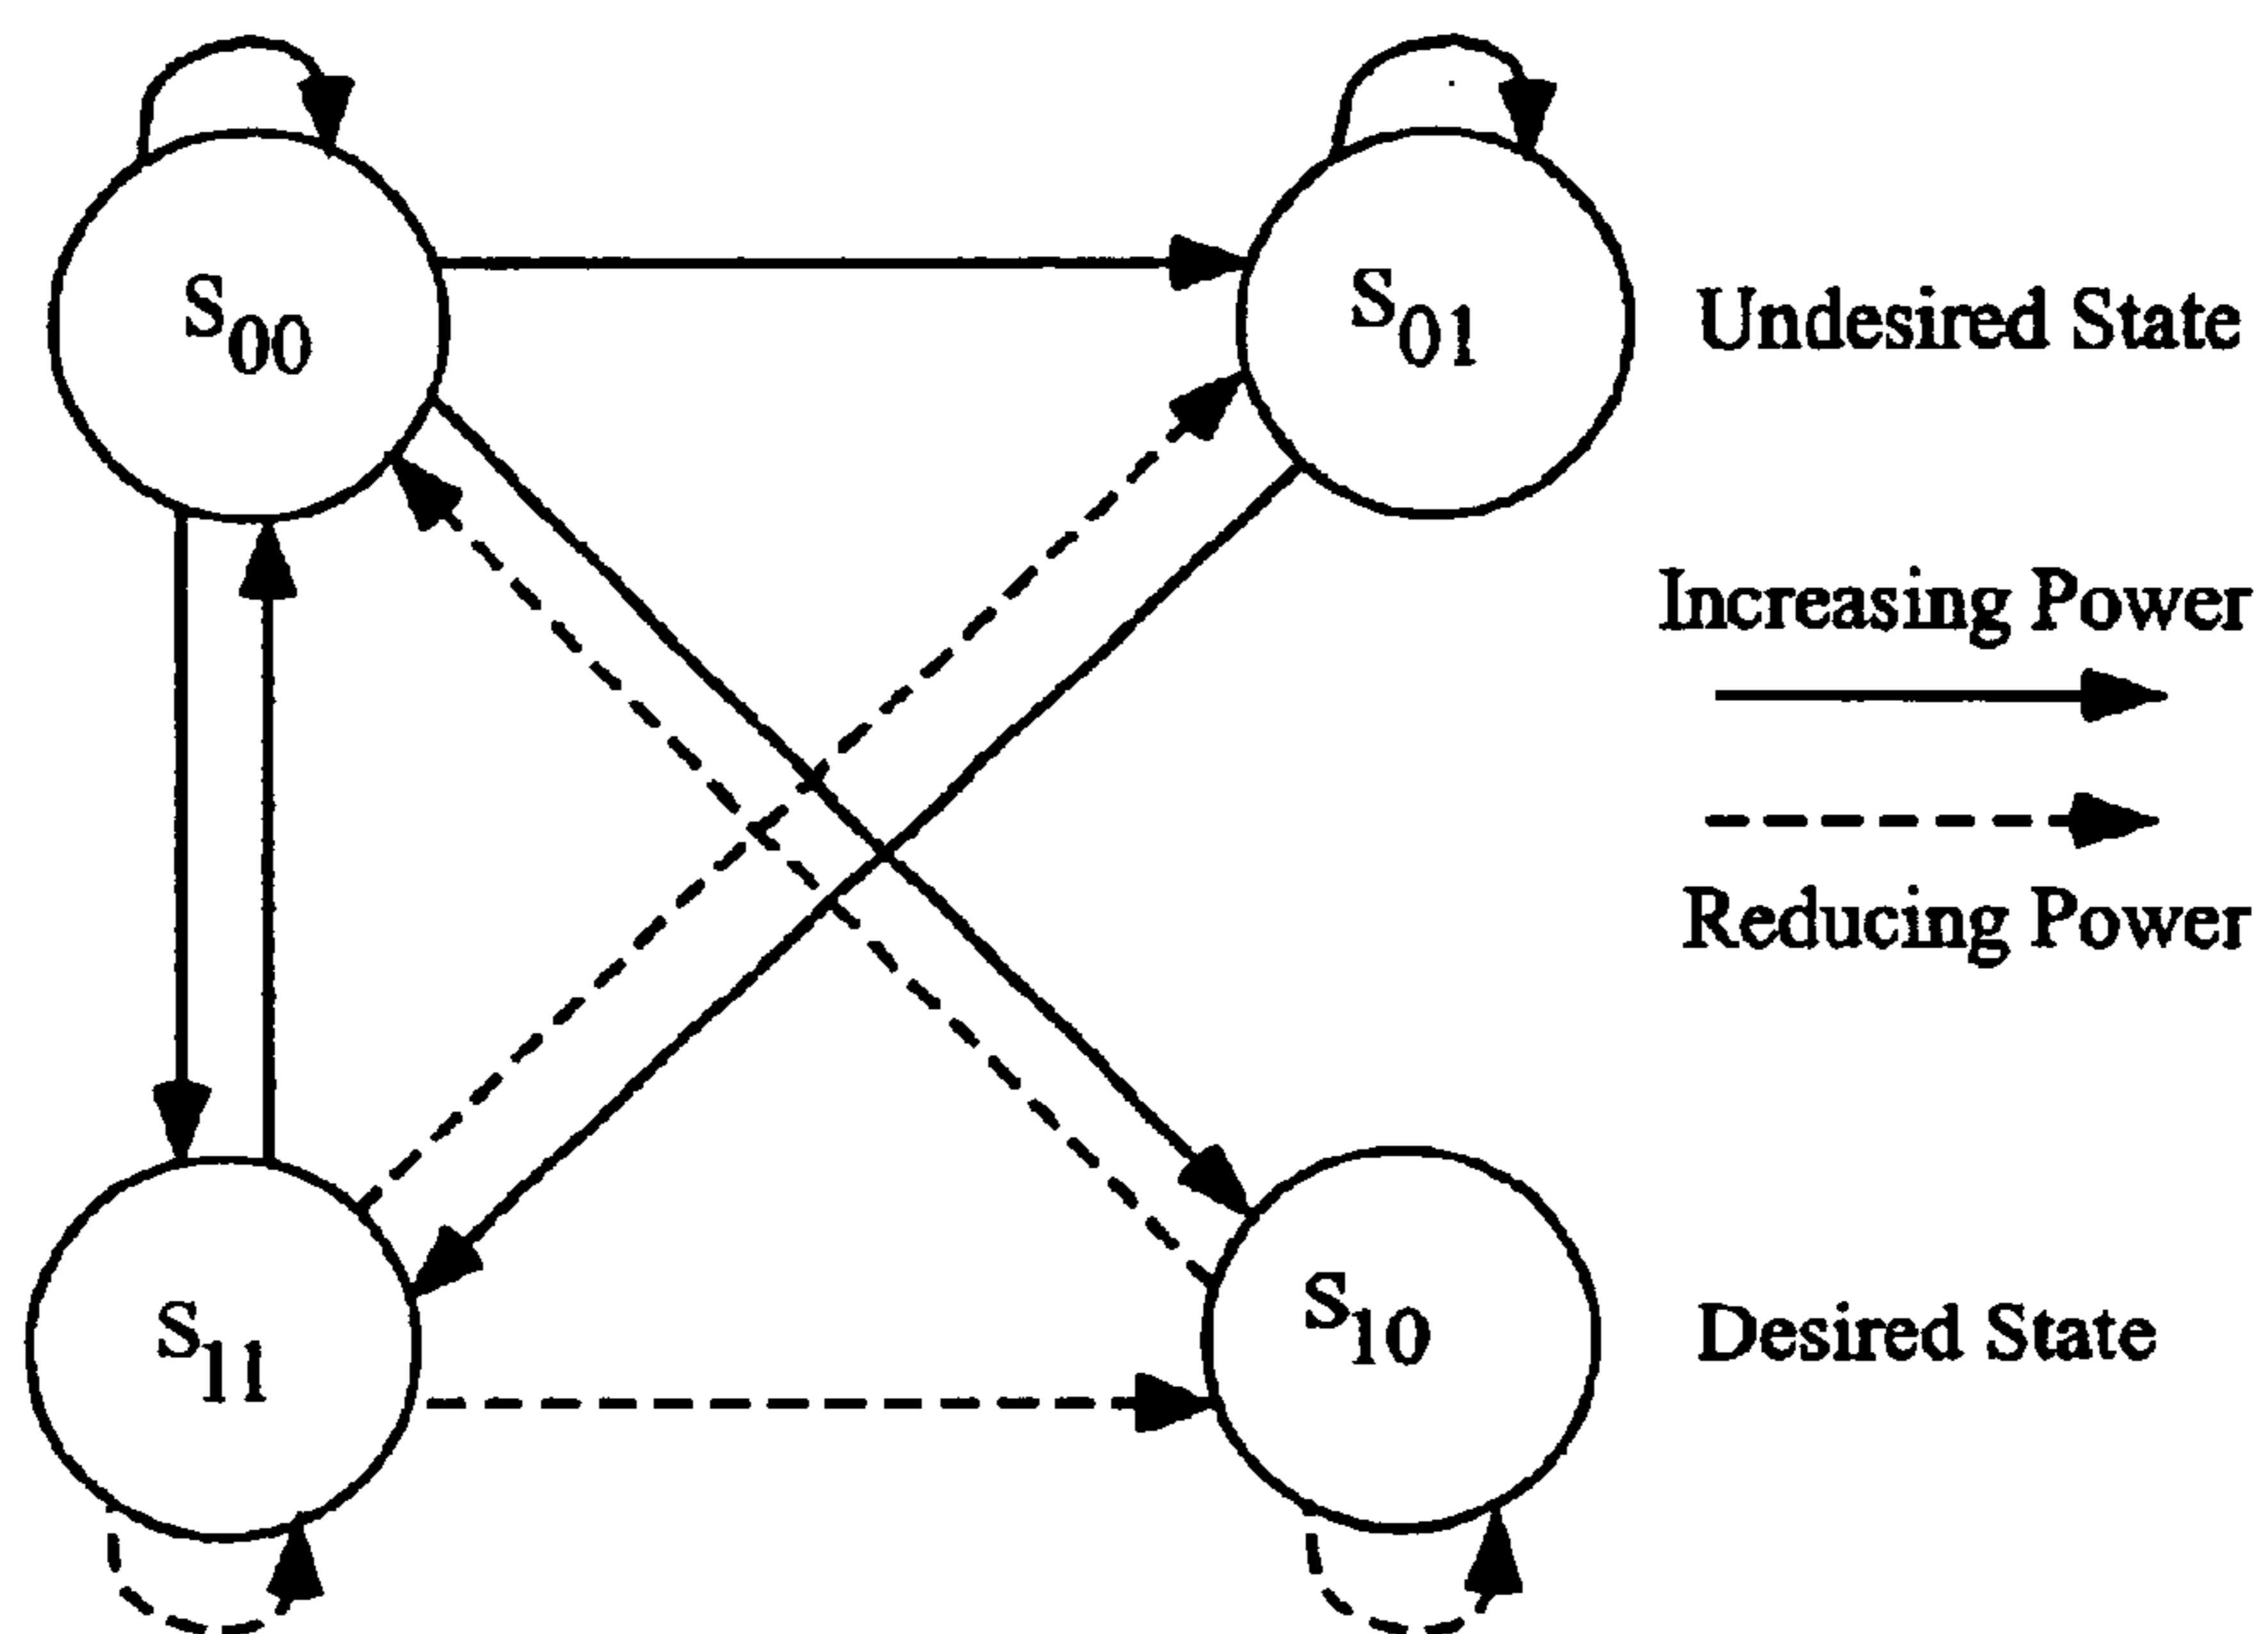 S00
S01
Undesired State
Increasing Power
Reducing Power
S11
S10
Desired State